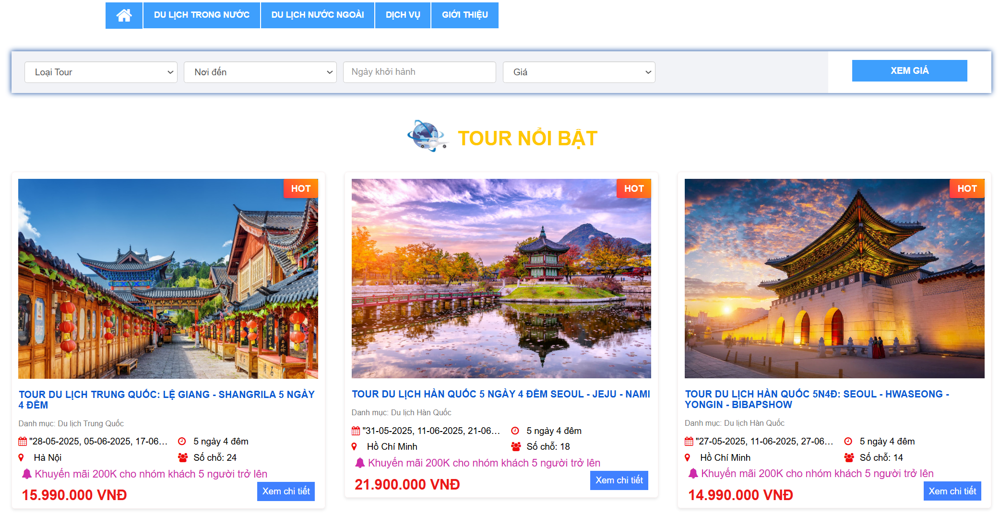 DU LỊCH TRONG NƯỚC
DU LỊCH NƯỚC NGOÀI
DỊCH VỤ
GIỚI THIỆU
Loại Tour
Nơi đến
Ngày khởi hành
Giá
XEM GIÁ
TOUR NỔI BẬT
HOT
TOUR DU LỊCH TRUNG QUỐC: LỆ GIANG - SHANGRILA 5 NGÀY
4 ĐÊM
Danh mục: Du lịch Trung Quốc
"28-05-2025, 05-06-2025, 17-06...
5 ngày 4 đêm
Hà Nội
Số chỗ: 24
Khuyến mãi 200K cho nhóm khách 5 người trở lên
15.990.000 VNĐ
Xem chi tiết
HOT
TOUR DU LỊCH HÀN QUỐC 5 NGÀY 4 ĐÊM SEOUL - JEJU - NAMI
Danh mục: Du lịch Hàn Quốc
"31-05-2025, 11-06-2025, 21-06...
5 ngày 4 đêm
Hồ Chí Minh
Số chỗ: 18
Khuyến mãi 200K cho nhóm khách 5 người trở lên
21.900.000 VNĐ
Xem chi tiết
HOT
TOUR DU LỊCH HÀN QUỐC 5N4Đ: SEOUL - HWASEONG -
YONGIN - BIBAPSHOW
Danh mục: Du lịch Hàn Quốc
"27-05-2025, 11-06-2025, 27-06...
5 ngày 4 đêm
Hồ Chí Minh
Số chỗ: 14
Khuyến mãi 200K cho nhóm khách 5 người trở lên
14.990.000 VNĐ
Xem chi tiết